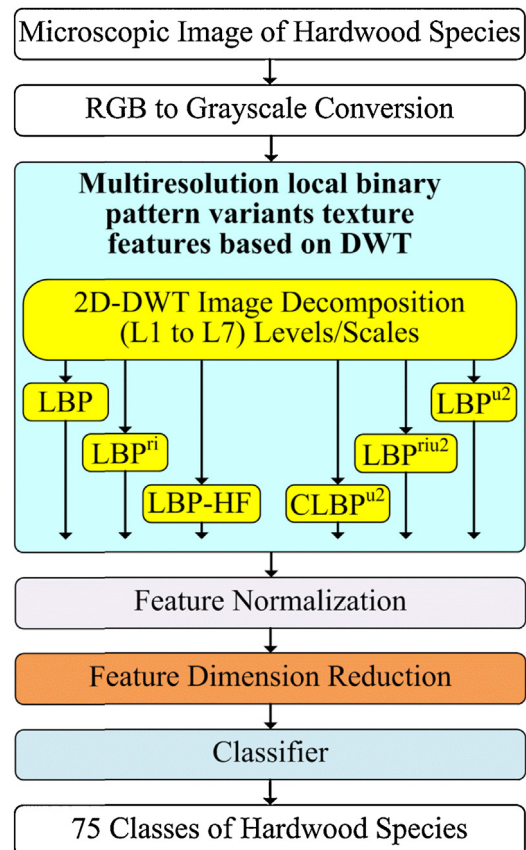 Microscopic Image of Hardwood Species
RGB to Grayscale Conversion
Multiresolution local binary
pattern variants texture
features based on DWT
2D-DWT Image Decomposition
(L1 to L7) Levels/Scales
LBP
LBP^ri
LBP-HF
CLBP^u2
LBP^riu2
LBP^u2
Feature Normalization
Feature Dimension Reduction
Classifier
75 Classes of Hardwood Species